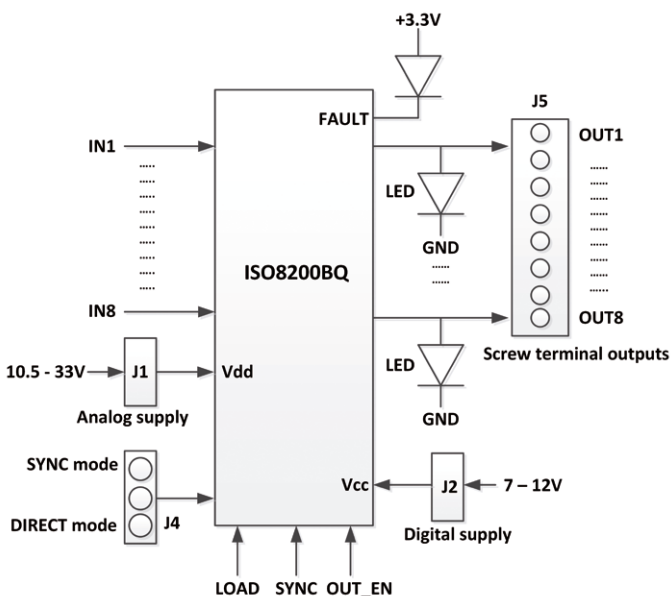 +3.3V
J5
FAULT
OUT1
IN1
.....
.....
.....
.....
.....
.....
.....
.....
.....
LED
GND
......
......
......
......
......
......
......
......
......
......
ISO8200BQ
IN8
OUT8
Screw terminal outputs
10.5 - 33V
J1
Vdd
Analog supply
LED
GND
SYNC mode
DIRECT mode
J4
Vcc
J2
7 – 12V
Digital supply
LOAD
SYNC
OUT_EN